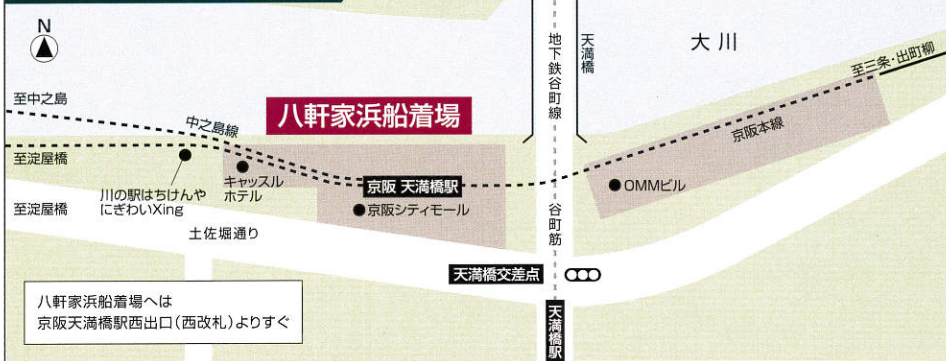 N
大川
天満橋
地下鉄谷町線
至三条・出町柳
至中之島
中之島線
八軒家浜船着場
京阪本線
至淀屋橋
川の駅はちけんや
にぎわいXing
キャッスル
ホテル
京阪 天満橋駅
OMMビル
京阪シティモール
至淀屋橋
土佐堀通り
谷町筋
天満橋交差点
天満橋駅
八軒家浜船着場へは
京阪天満橋駅西出口(西改札)よりすぐ